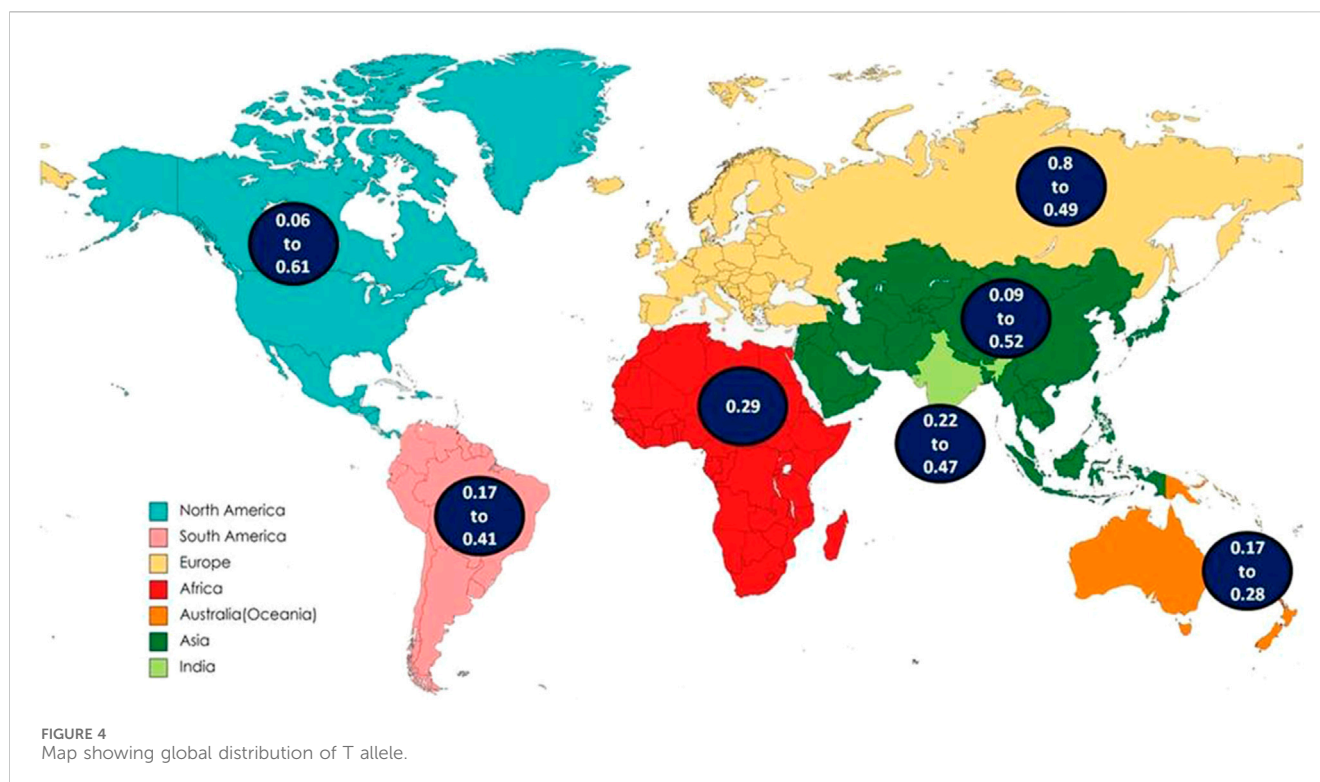 0.8
to
0.49
0.06
to
0.61
0.09
to
0.52
0.29
0.22
to
0.47
0.17
to
0.41
0.17
to
0.28
North America
South America
Europe
Africa
Australia(Oceania)
Asia
India
FIGURE 4
Map showing global distribution of T allele.